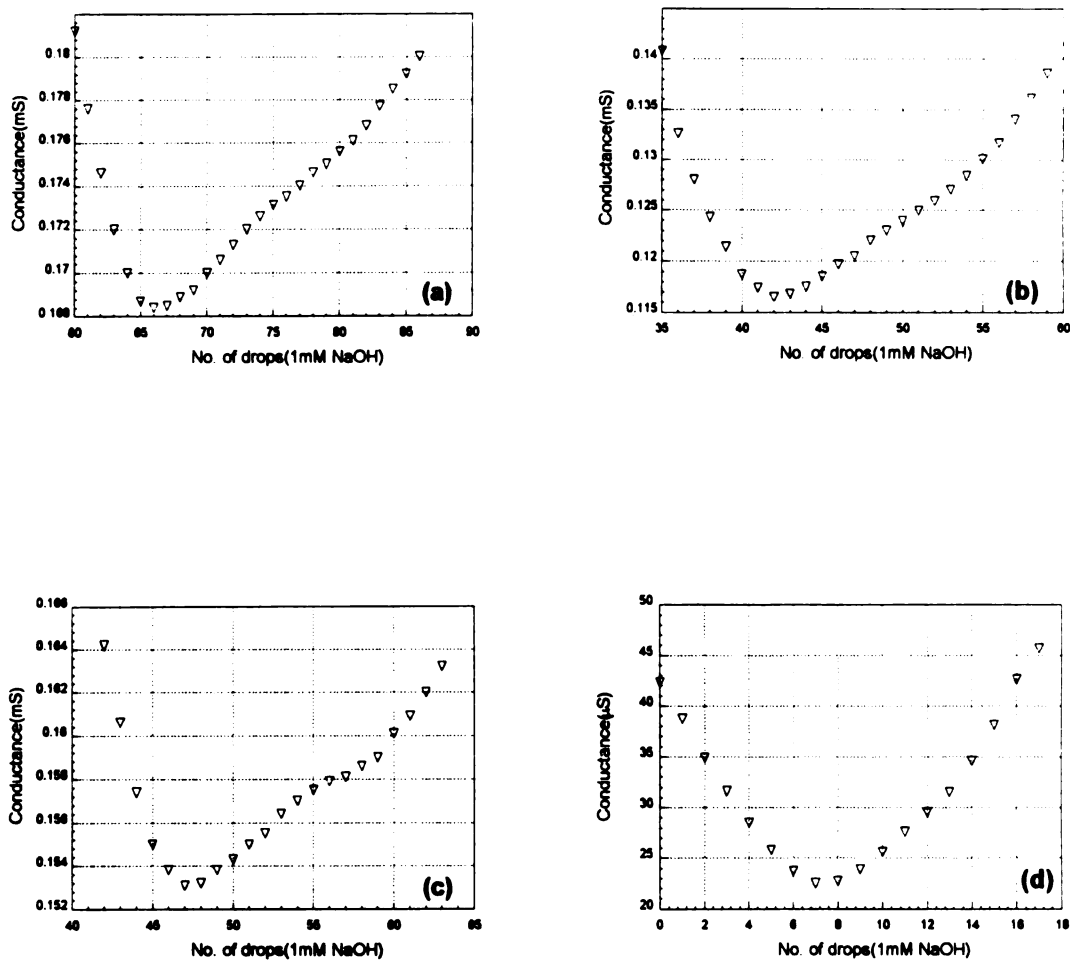 0.18
0.178
0.176
0.174
0.172
0.17
0.168
Conductance(mS)
60 65 70 75 80 85 90
No. of drops(1mM NaOH)
(a)
0.14
0.135
0.13
0.125
0.12
0.115
Conductance(mS)
35 40 45 50 55 60
No. of drops(1mM NaOH)
(b)
0.166
0.164
0.162
0.16
0.158
0.156
0.154
0.152
Conductance(mS)
40 45 50 55 60 65
No. of drops(1mM NaOH)
(c)
50
45
40
35
30
25
20
Conductance(µS)
0 2 4 6 8 10 12 14 16 18
No. of drops(1mM NaOH)
(d)